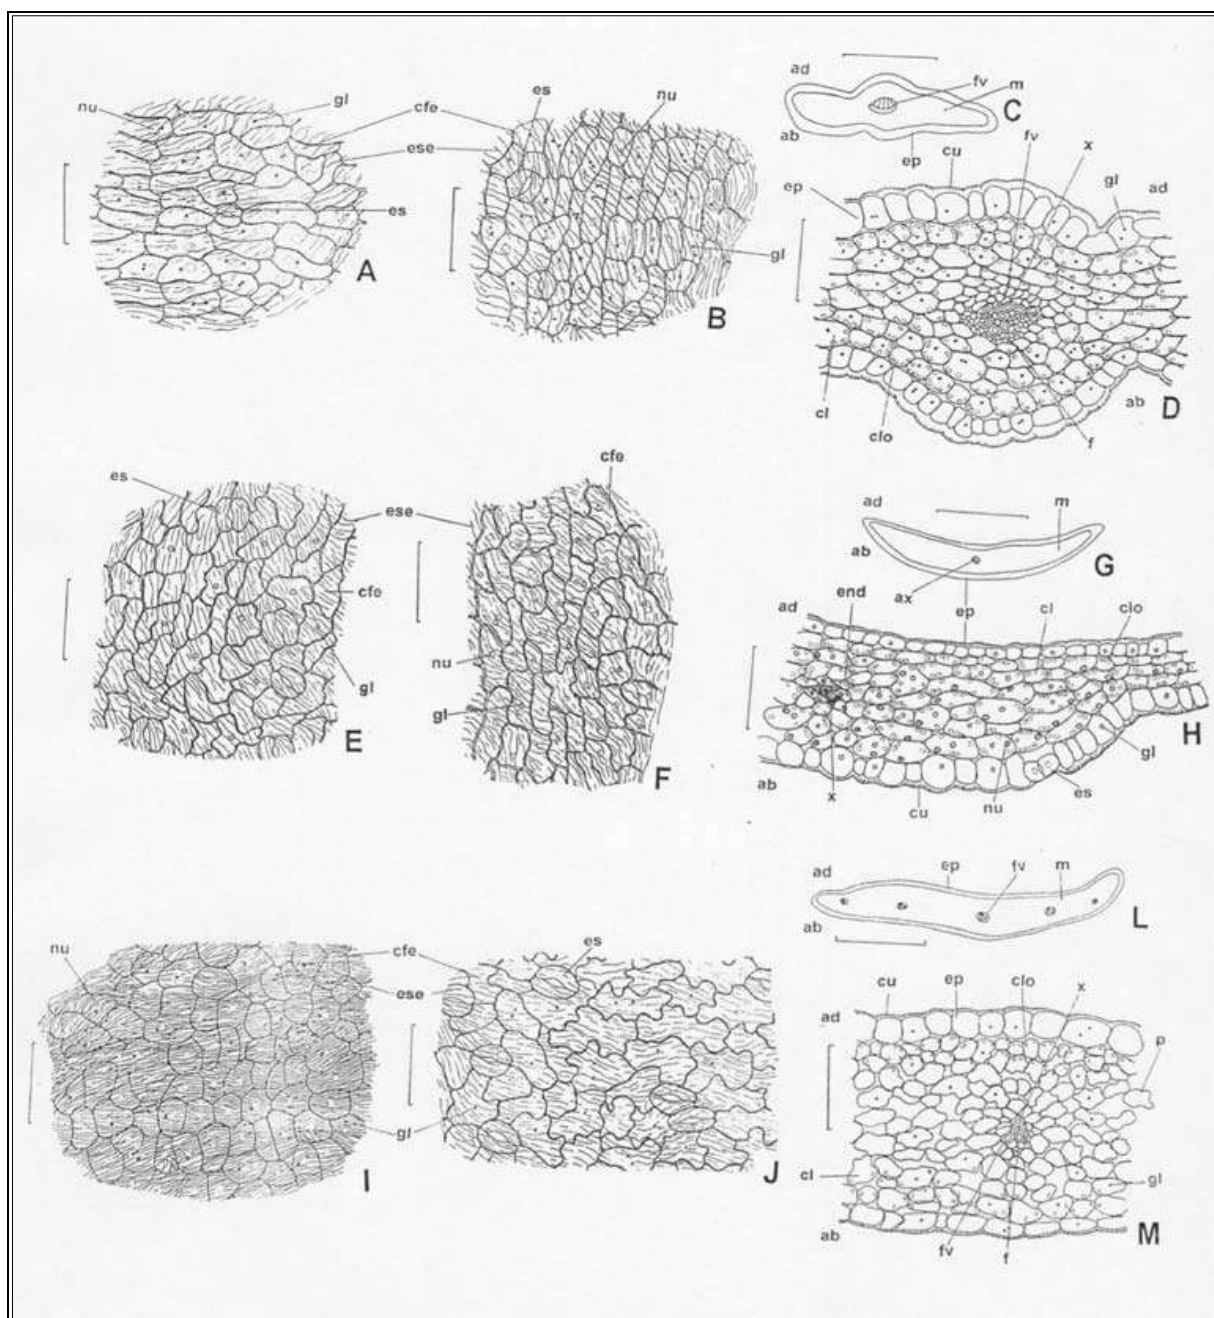 nu
gl
cfe
ese
es
A
es
nu
gl
B
ad
fv
m
C
ab
ep
cu
fv
x
gl
ad
ep
cl
clo
f
ab
D
es
ese
cfe
gl
E
cfe
nu
gl
F
ad
m
ab
G
ax
ep
ad
end
cl
clo
H
gl
ab
x
cu
nu
es
ad
ep
fv
m
L
ab
nu
cfe
ese
gl
I
es
J
cu
ep
clo
x
ad
p
cl
gl
ab
fv
f
M